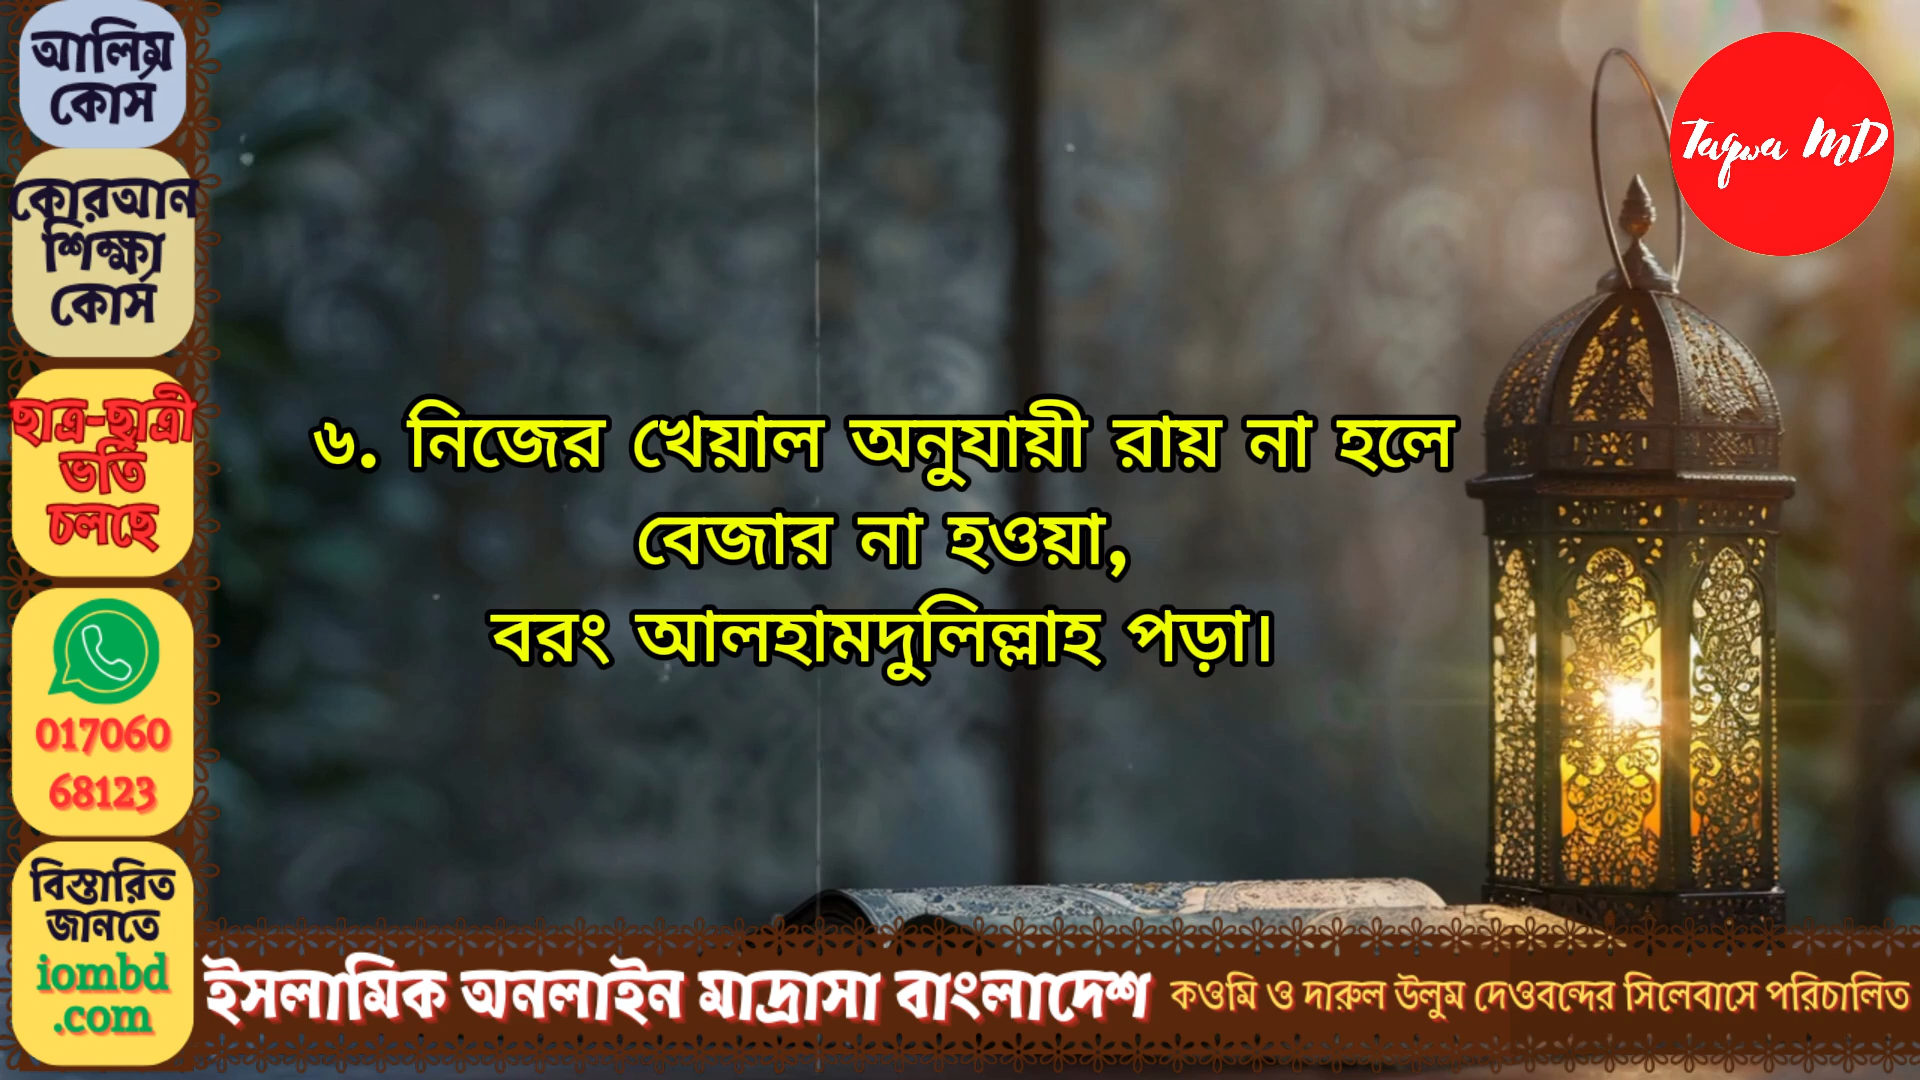 আলিম
কোর্স
কোরআন
শিক্ষা
কোর্স
ছাত্র-ছাত্রী
ভর্তি
চলছে
017060
68123
বিস্তারিত
জানতে
iombd
.com
Taqwa MD
৬. নিজের খেয়াল অনুযায়ী রায় না হলে
বেজার না হওয়া,
বরং আলহামদুলিল্লাহ পড়া।
ইসলামিক অনলাইন মাদ্রাসা বাংলাদেশ কওমি ও দারুল উলুম দেওবন্দের সিলেবাসে পরিচালিত